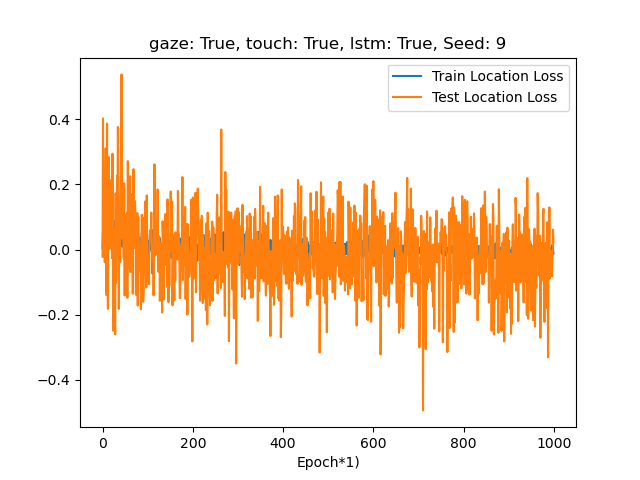 gaze: True, touch: True, lstm: True, Seed: 9
Train Location Loss
Test Location Loss
0.4
0.2
0.0
−0.2
−0.4
0 200 400 600 800 1000
Epoch*1)